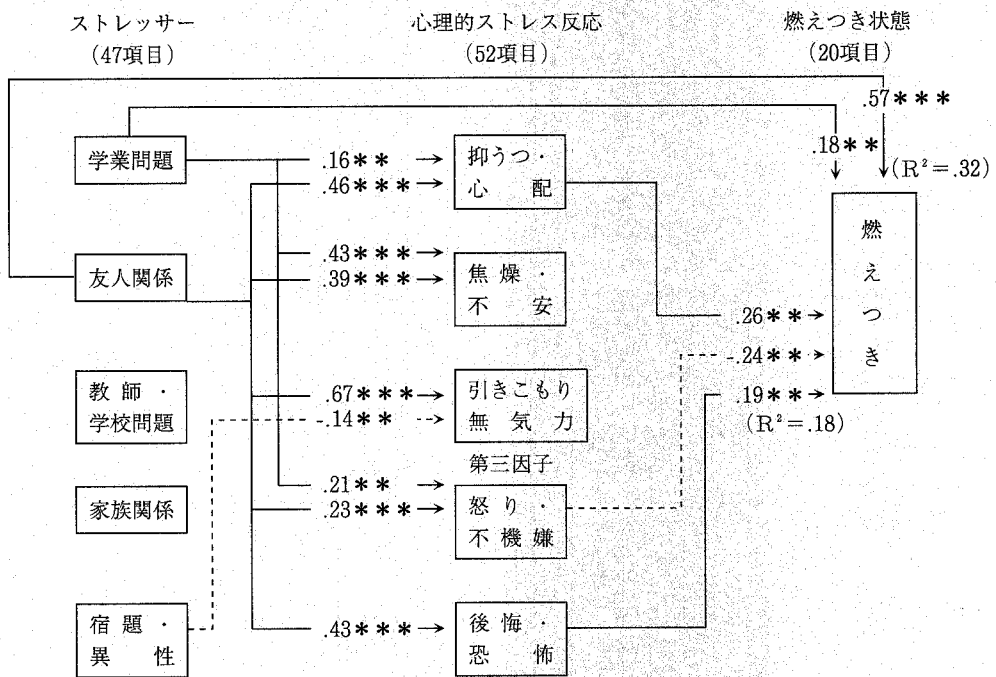 ストレッサー
(47項目)
心理的ストレス反応
(52項目)
燃えつき状態
(20項目)
.57***
.18**
(R²=.32)
学業問題
友人関係
教師・
学校問題
家族関係
宿題・
異性
.16**
.46***
抑うつ・
心配
.43***
.39***
焦燥・
不安
.67***
-.14**
引きこもり
無気力
第三因子
.21**
.23***
怒り・
不機嫌
.43***
後悔・
恐怖
.26**
-.24**
.19**
(R²=.18)
燃えつき